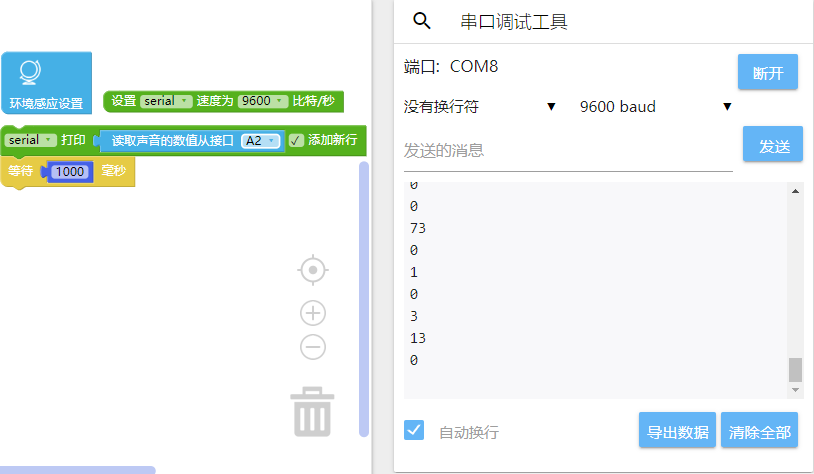 环境感应设置
设置 serial 速度为 9600 比特/秒
serial 打印 读取声音的数值从接口 A2 添加新行
等待 1000 毫秒
串口调试工具
端口: COM8
断开
没有换行符 9600 baud
发送的消息
发送
0
0
73
0
1
0
3
13
0
自动换行
导出数据
清除全部